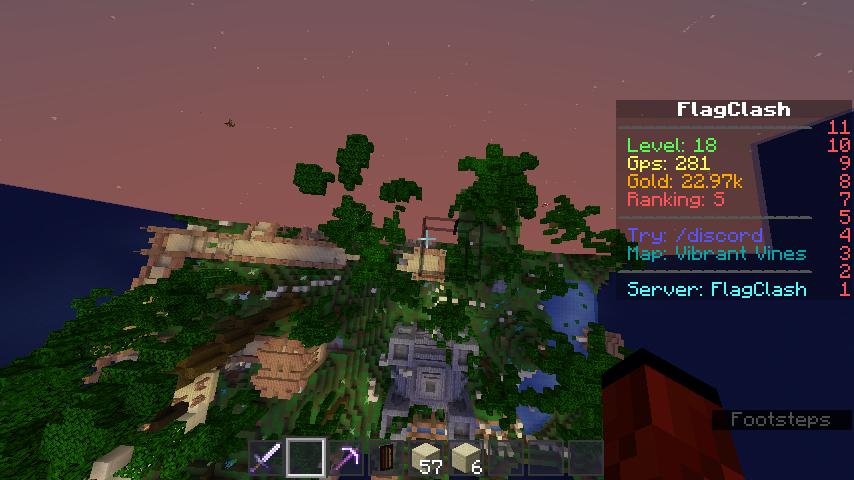 FlagClash
11
Level: 18 10
Gps: 281 9
Gold: 22.97k 8
Ranking: S 7
5
Try: /discord 4
Map: Vibrant Vines 3
2
Server: FlagClash 1
Footsteps
57 6